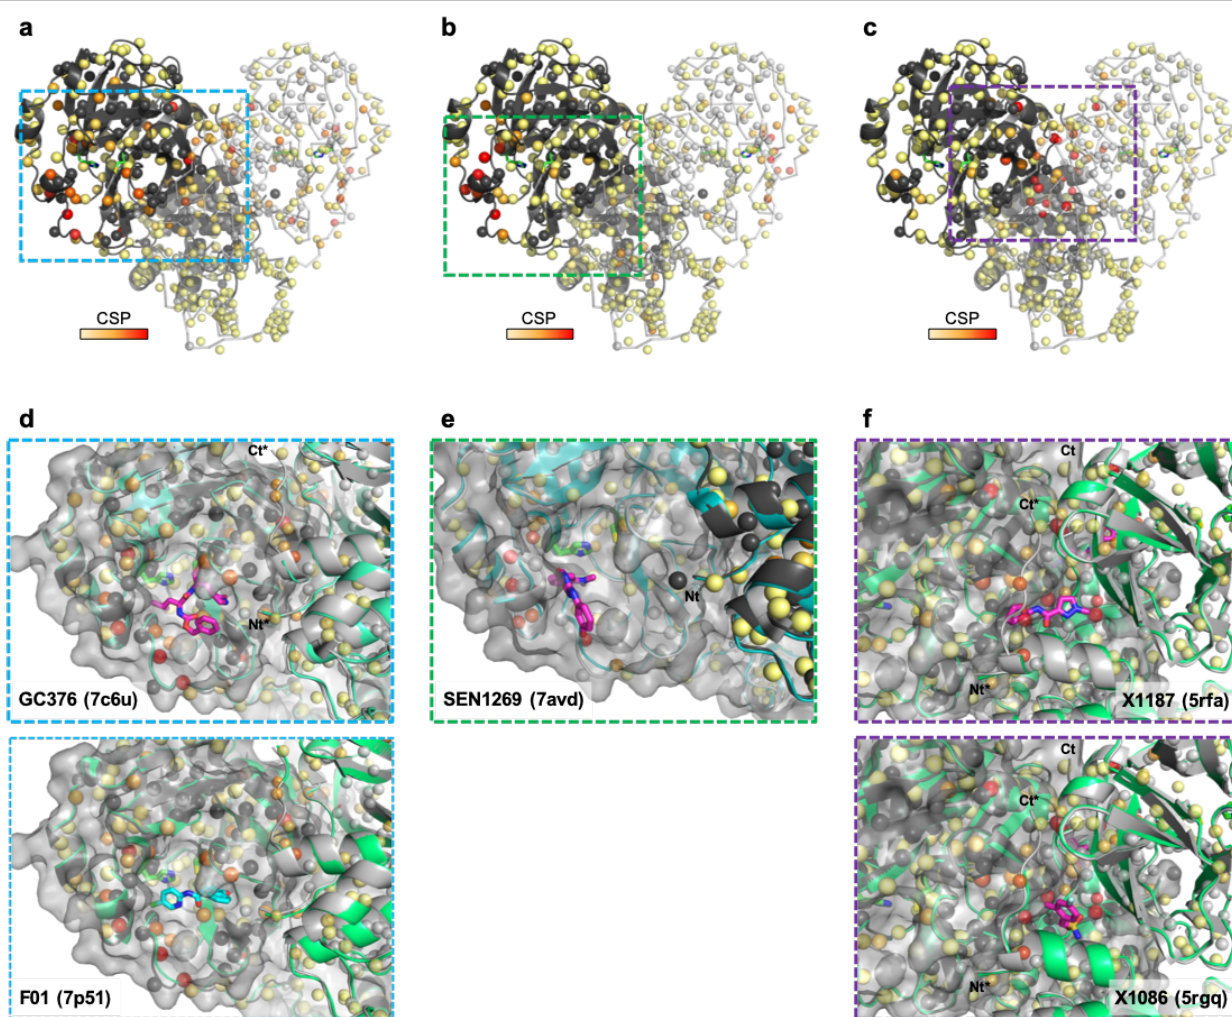 a
b
c
CSP
CSP
CSP
d
e
f
Ct*
Nt*
GC376 (7c6u)
Nt
SEN1269 (7avd)
Ct
Ct*
Nt*
X1187 (5rfa)
F01 (7p51)
Ct
Ct*
Nt*
X1086 (5rgq)